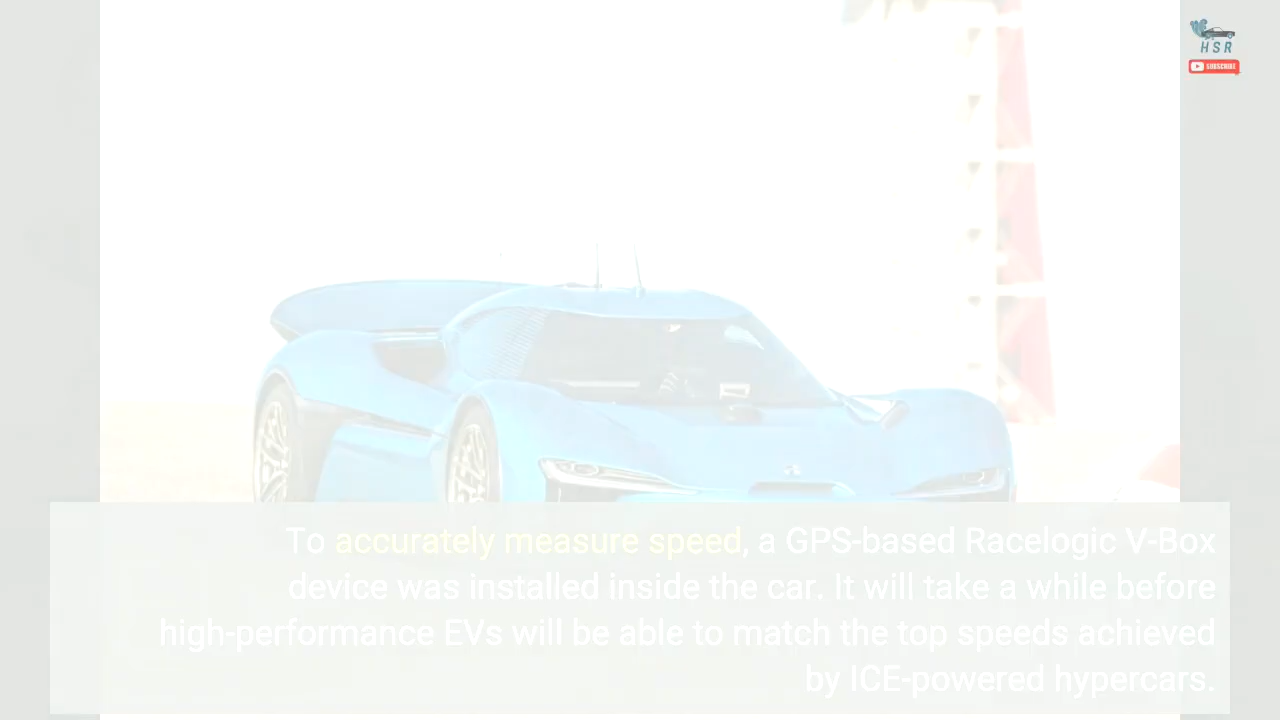 HSR
SUBSCRIBE
To accurately measure speed, a GPS-based Racelogic V-Box
device was installed inside the car. It will take a while before
high-performance EVs will be able to match the top speeds achieved
by ICE-powered hypercars.